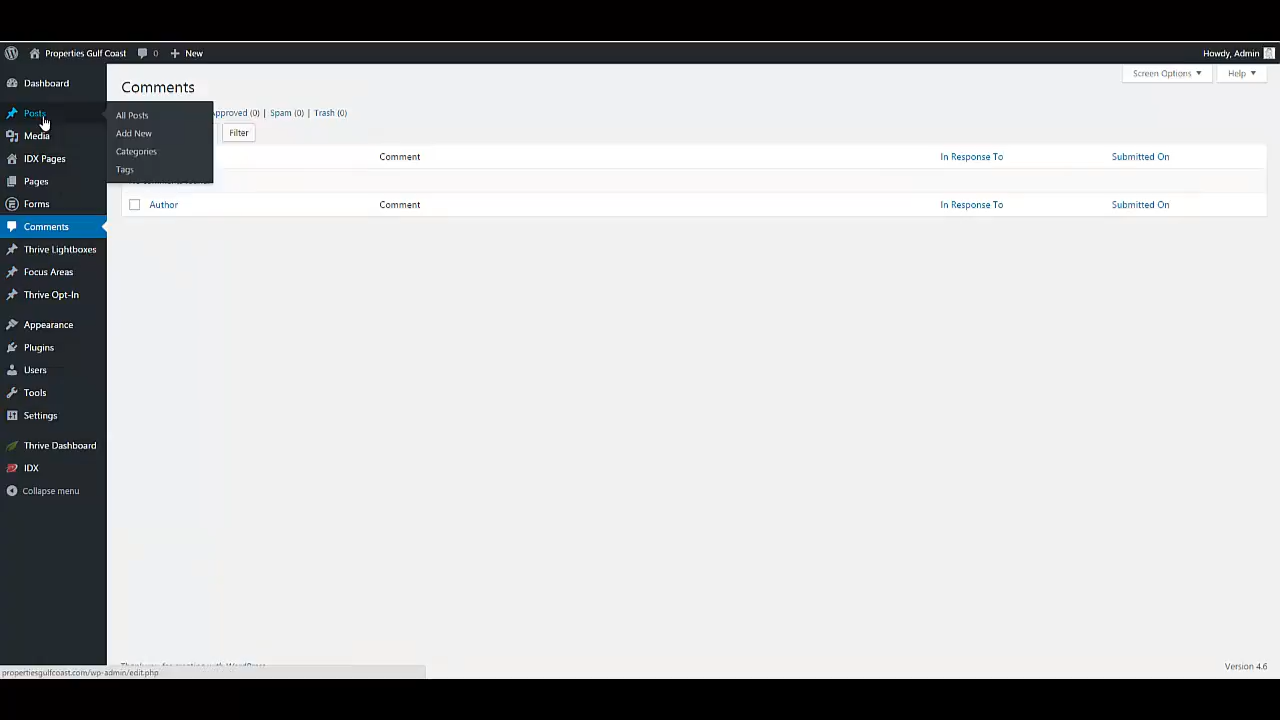 Properties Gulf Coast 0 New Howdy, Admin
Screen Options Help
Dashboard
Posts
Media
IDX Pages
Pages
Forms
Comments
Thrive Lightboxes
Focus Areas
Thrive Opt-In
Appearance
Plugins
Users
Tools
Settings
Thrive Dashboard
IDX
Collapse menu
All Posts
Add New
Categories
Tags
Comments
Approved (0) | Spam (0) | Trash (0)
Filter
Comment In Response To Submitted On
Author Comment In Response To Submitted On
Version 4.6
propertiesgulfcoast.com/wp-admin/edit.php